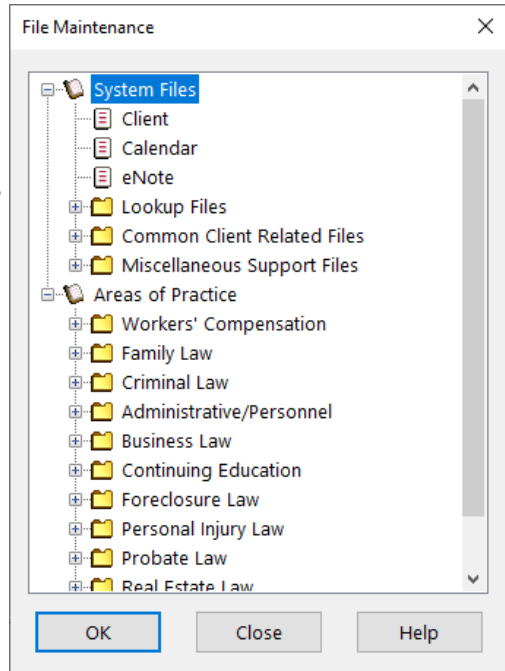 File Maintenance
System Files
Client
Calendar
eNote
Lookup Files
Common Client Related Files
Miscellaneous Support Files
Areas of Practice
Workers' Compensation
Family Law
Criminal Law
Administrative/Personnel
Business Law
Continuing Education
Foreclosure Law
Personal Injury Law
Probate Law
Real Estate Law
OK Close Help